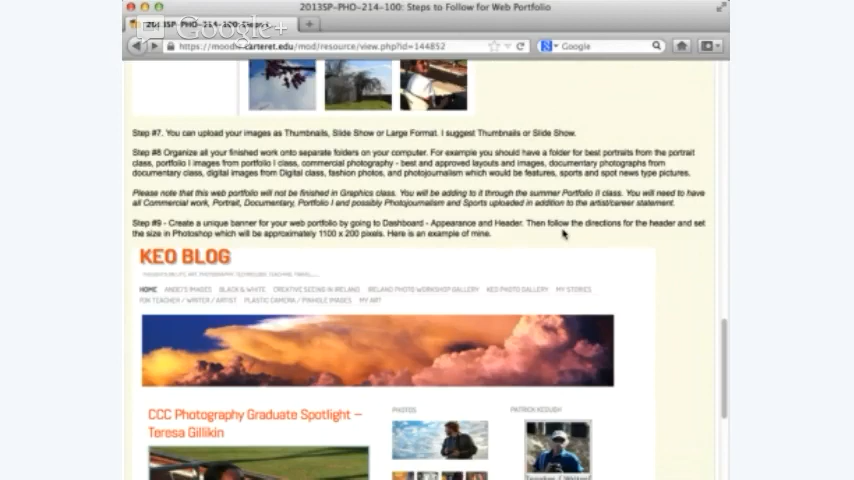 2013SP-PHO-214-100: Steps to Follow for Web Portfolio
Google+
https://moodle.carteret.edu/mod/resource/view.php?id=144852
Google
Step #7. You can upload your images as Thumbnails, Slide Show or Large Format. I suggest Thumbnails or Slide Show.
Step #8 Organize all your finished work onto separate folders on your computer. For example you should have a folder for best portraits from the portrait
class, portfolio I images from portfolio I class, commercial photography - best and approved layouts and images, documentary photographs from
documentary class, digital images from Digital class, fashion photos, and photojournalism which would be features, sports and spot news type pictures.
Please note that this web portfolio will not be finished in Graphics class. You will be adding to it through the summer Portfolio II class. You will need to have
all Commercial work, Portrait, Documentary, Portfolio I and possibly Photojournalism and Sports uploaded in addition to the artist/career statement.
Step #9 - Create a unique banner for your web portfolio by going to Dashboard - Appearance and Header. Then follow the directions for the header and set
the size in Photoshop which will be approximately 1100 x 200 pixels. Here is an example of mine.
KEO BLOG
HOME ANGE'S IMAGES BLACK & WHITE CREATIVE SEEING IN IRELAND IRELAND PHOTO WORKSHOP GALLERY KEO PHOTO GALLERY MY STORIES
FUN TEACHER / WRITER / ARTIST PLASTIC CAMERA / PINHOLE IMAGES MY ART
CCC Photography Graduate Spotlight –
Teresa Gillikin
PHOTOS
PATRICK KEOUGH